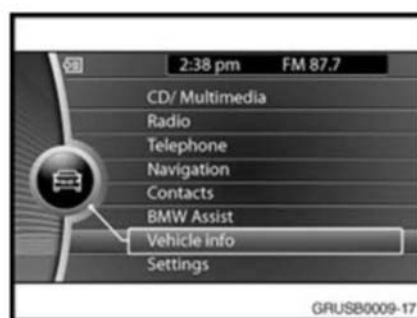 2:38 pm FM 87.7
CD/ Multimedia
Radio
Telephone
Navigation
Contacts
BMW Assist
Vehicle info
Settings
GRUSB0009-17